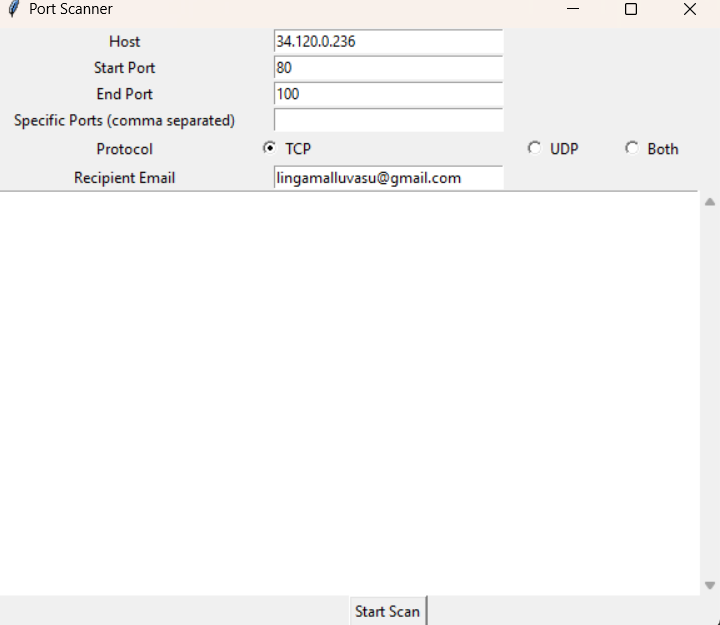 Port Scanner
Host 34.120.0.236
Start Port 80
End Port 100
Specific Ports (comma separated)
Protocol TCP UDP Both
Recipient Email lingamalluvasu@gmail.com
Start Scan